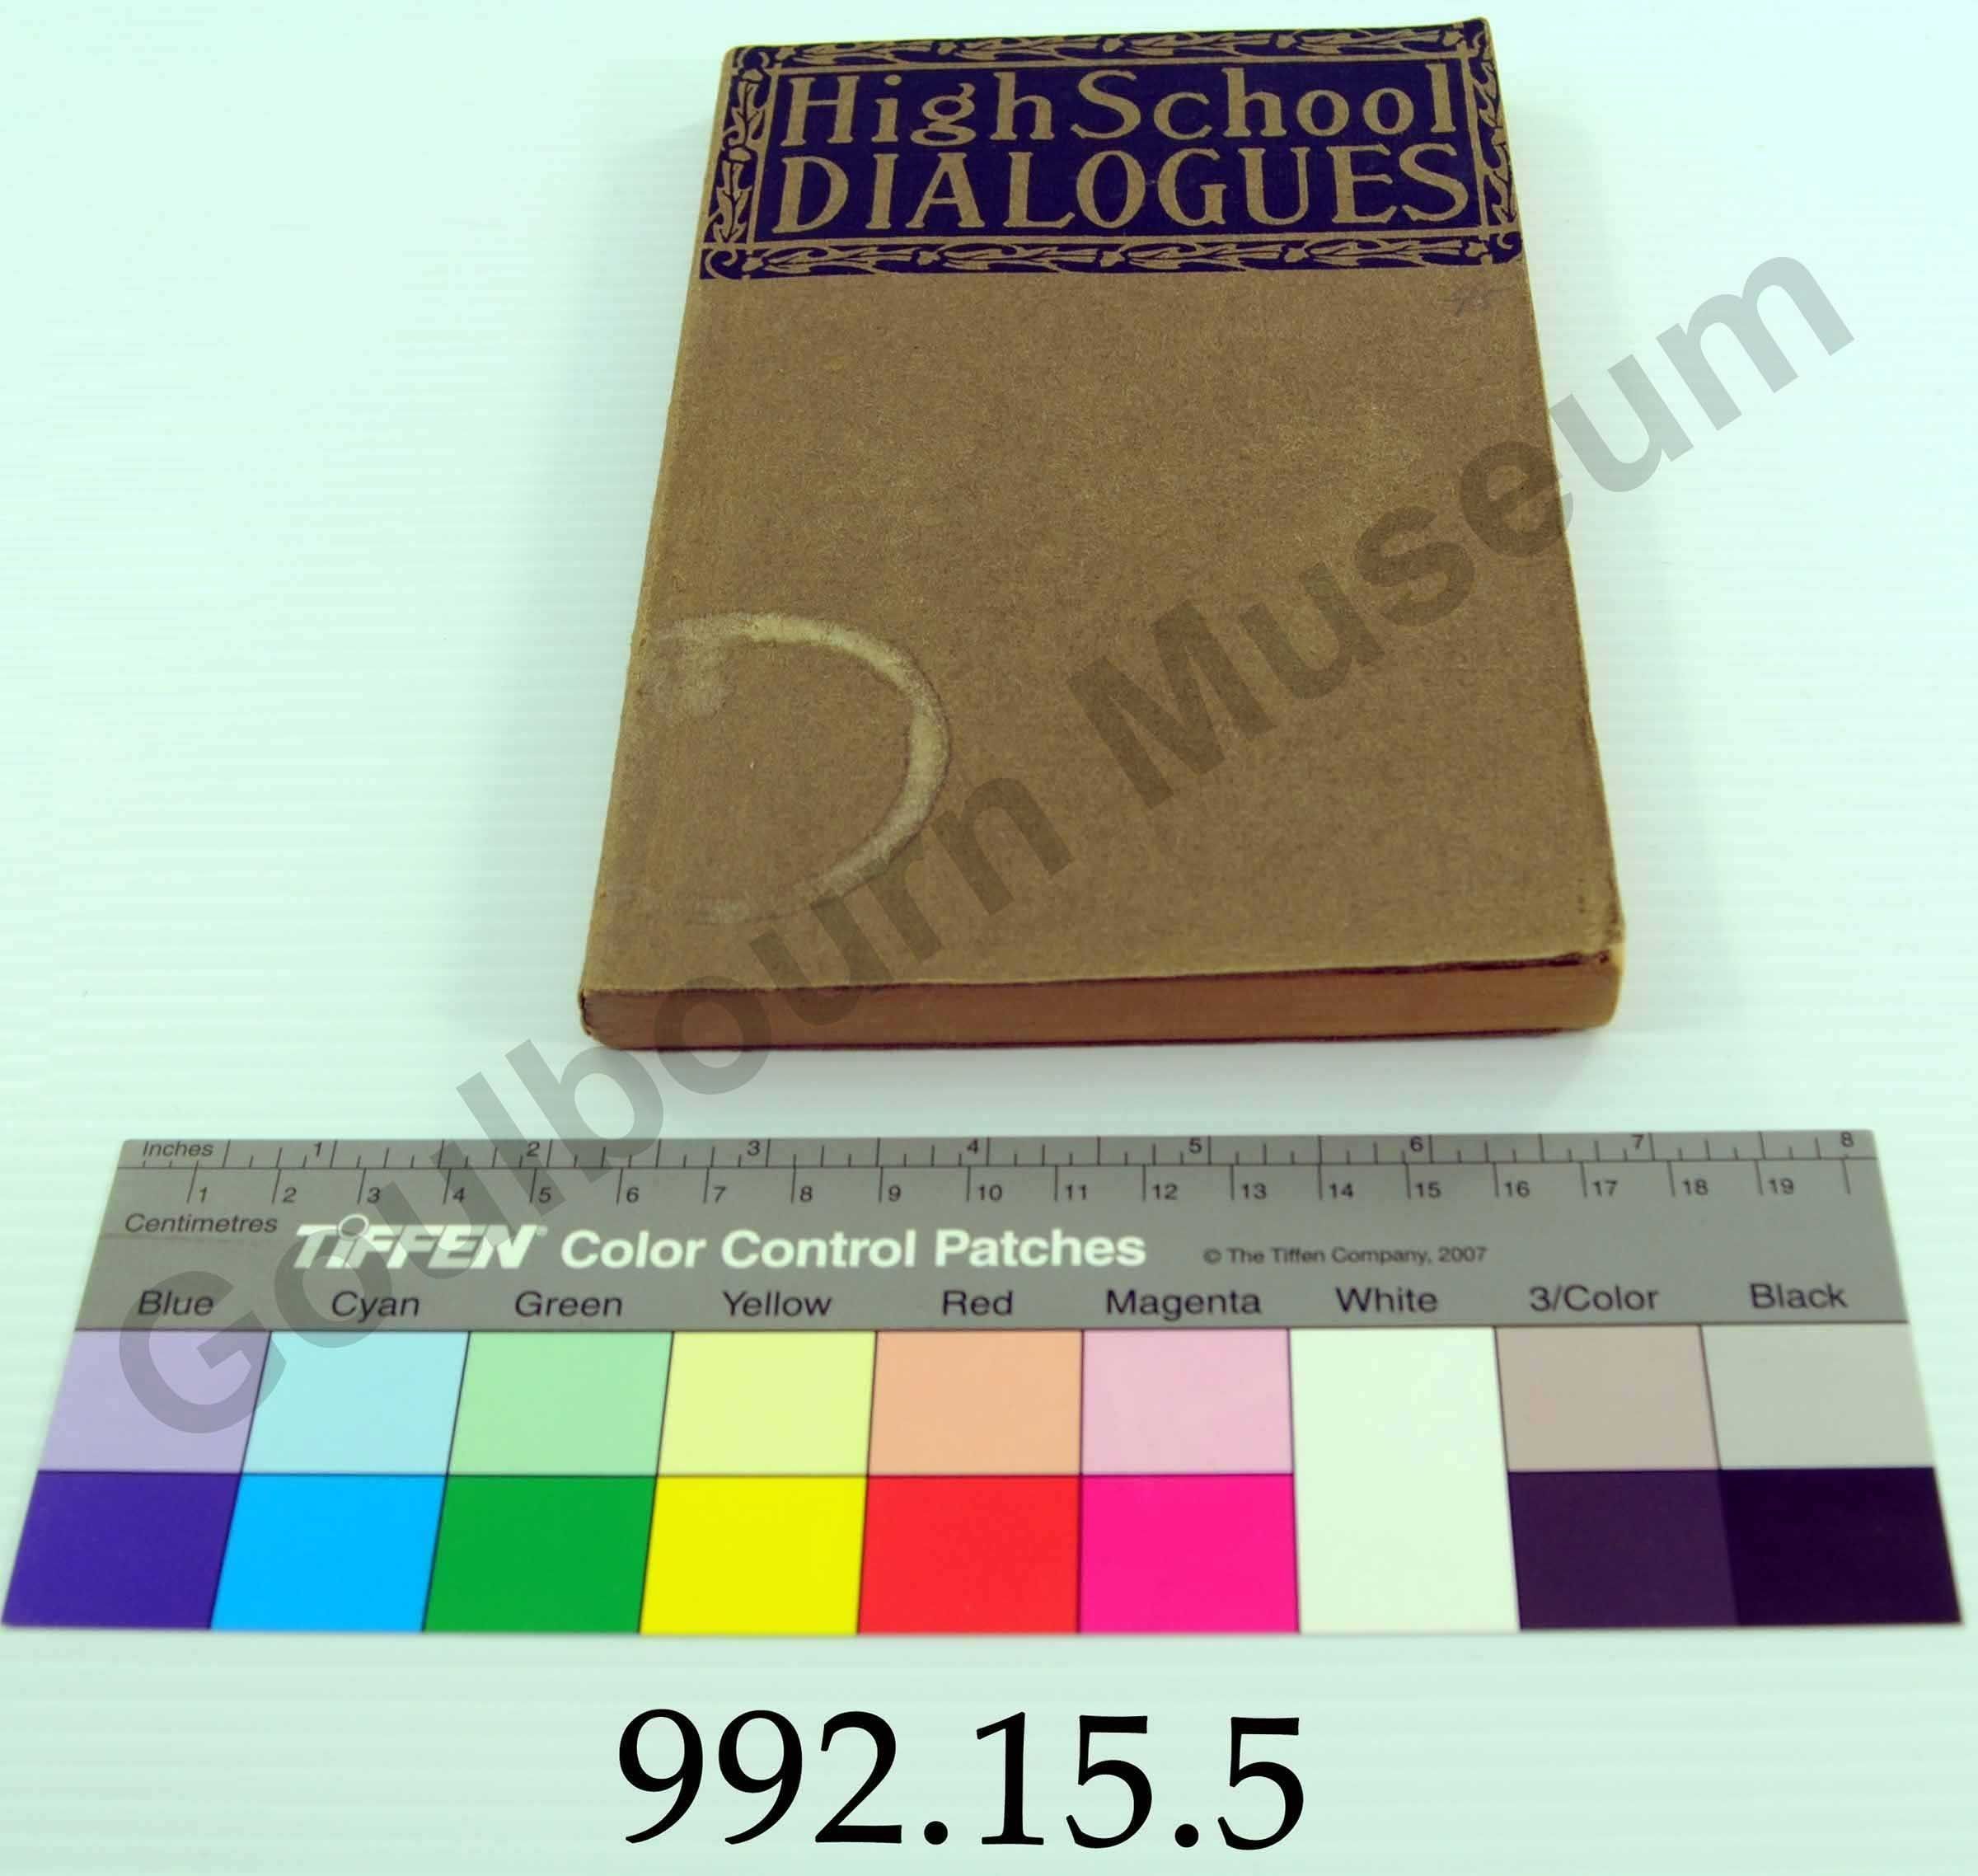 High School
DIALOGUES
Goulbourn Museum
Inches 1 2 3 4 5 6 7 8
1 2 3 4 5 6 7 8 9 10 11 12 13 14 15 16 17 18 19
Centimetres
TIFFEN® Color Control Patches © The Tiffen Company, 2007
Blue Cyan Green Yellow Red Magenta White 3/Color Black
992.15.5